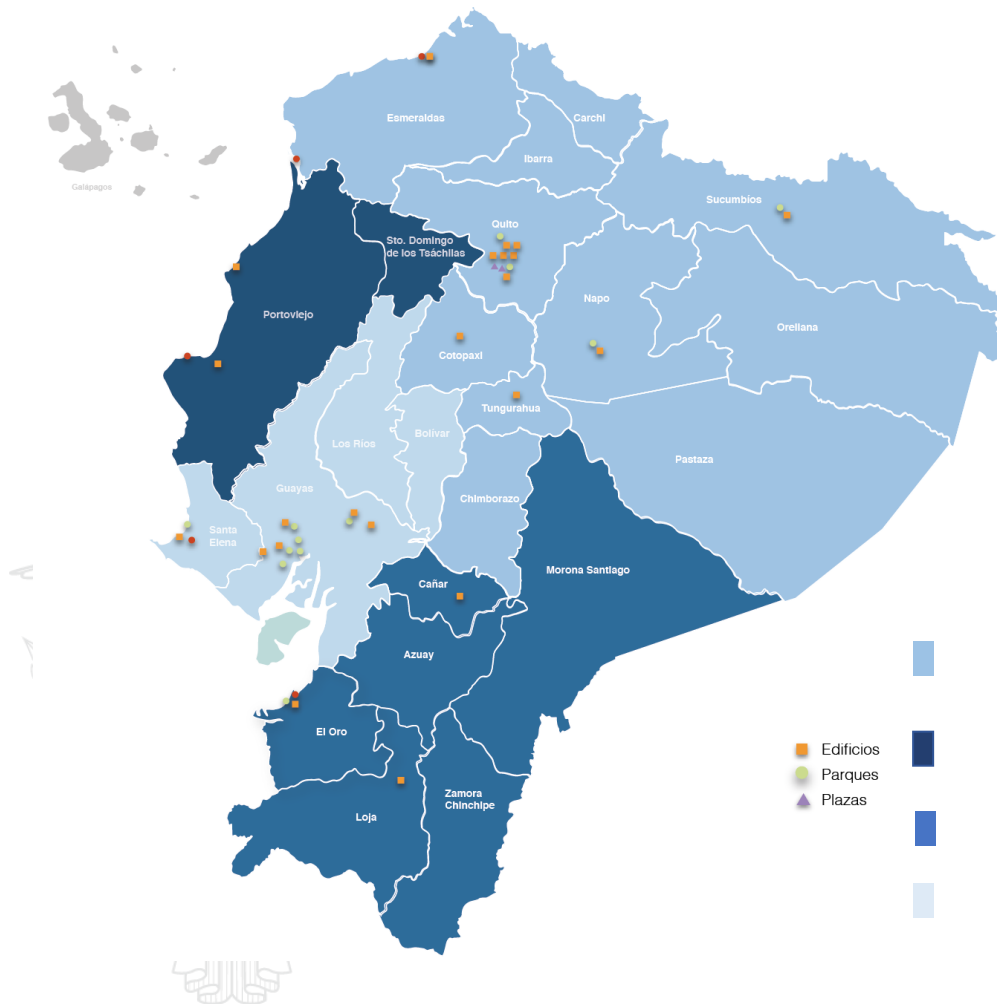 Esmeraldas
Carchi
Ibarra
Galápagos
Sucumbíos
Quito
Sto. Domingo
de los Tsáchilas
Napo
Portoviejo
Orellana
Cotopaxi
Tungurahua
Bolívar
Los Ríos
Pastaza
Guayas
Chimborazo
Santa
Elena
Morona Santiago
Cañar
Azuay
El Oro
Edificios
Parques
Plazas
Zamora
Chinchipe
Loja